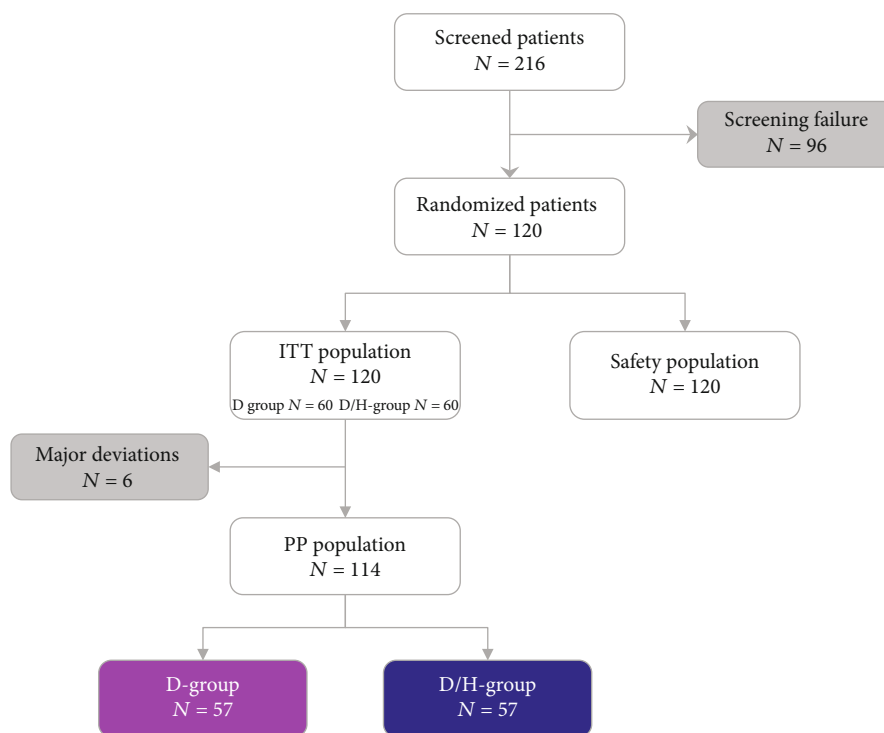 Screened patients
N = 216
Screening failure
N = 96
Randomized patients
N = 120
ITT population
N = 120
D group N = 60 D/H-group N = 60
Safety population
N = 120
Major deviations
N = 6
PP population
N = 114
D-group
N = 57
D/H-group
N = 57